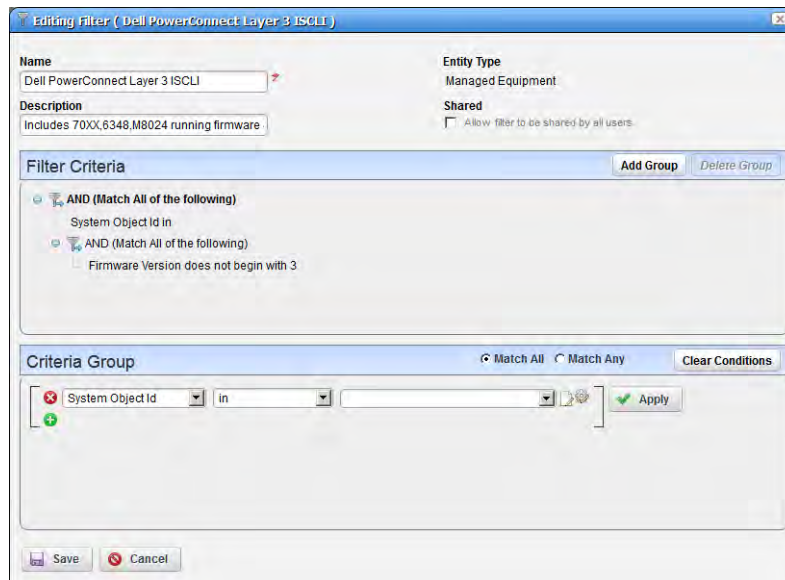 Editing Filter ( Dell PowerConnect Layer 3 ISCLI )
Name
Dell PowerConnect Layer 3 ISCLI
Entity Type
Managed Equipment
Description
Includes 70XX,6348,M8024 running firmware
Shared
Allow filter to be shared by all users.
Filter Criteria
Add Group
Delete Group
AND (Match All of the following)
System Object Id in
AND (Match All of the following)
Firmware Version does not begin with 3
Criteria Group
Match All
Match Any
Clear Conditions
System Object Id
in
Apply
Save
Cancel